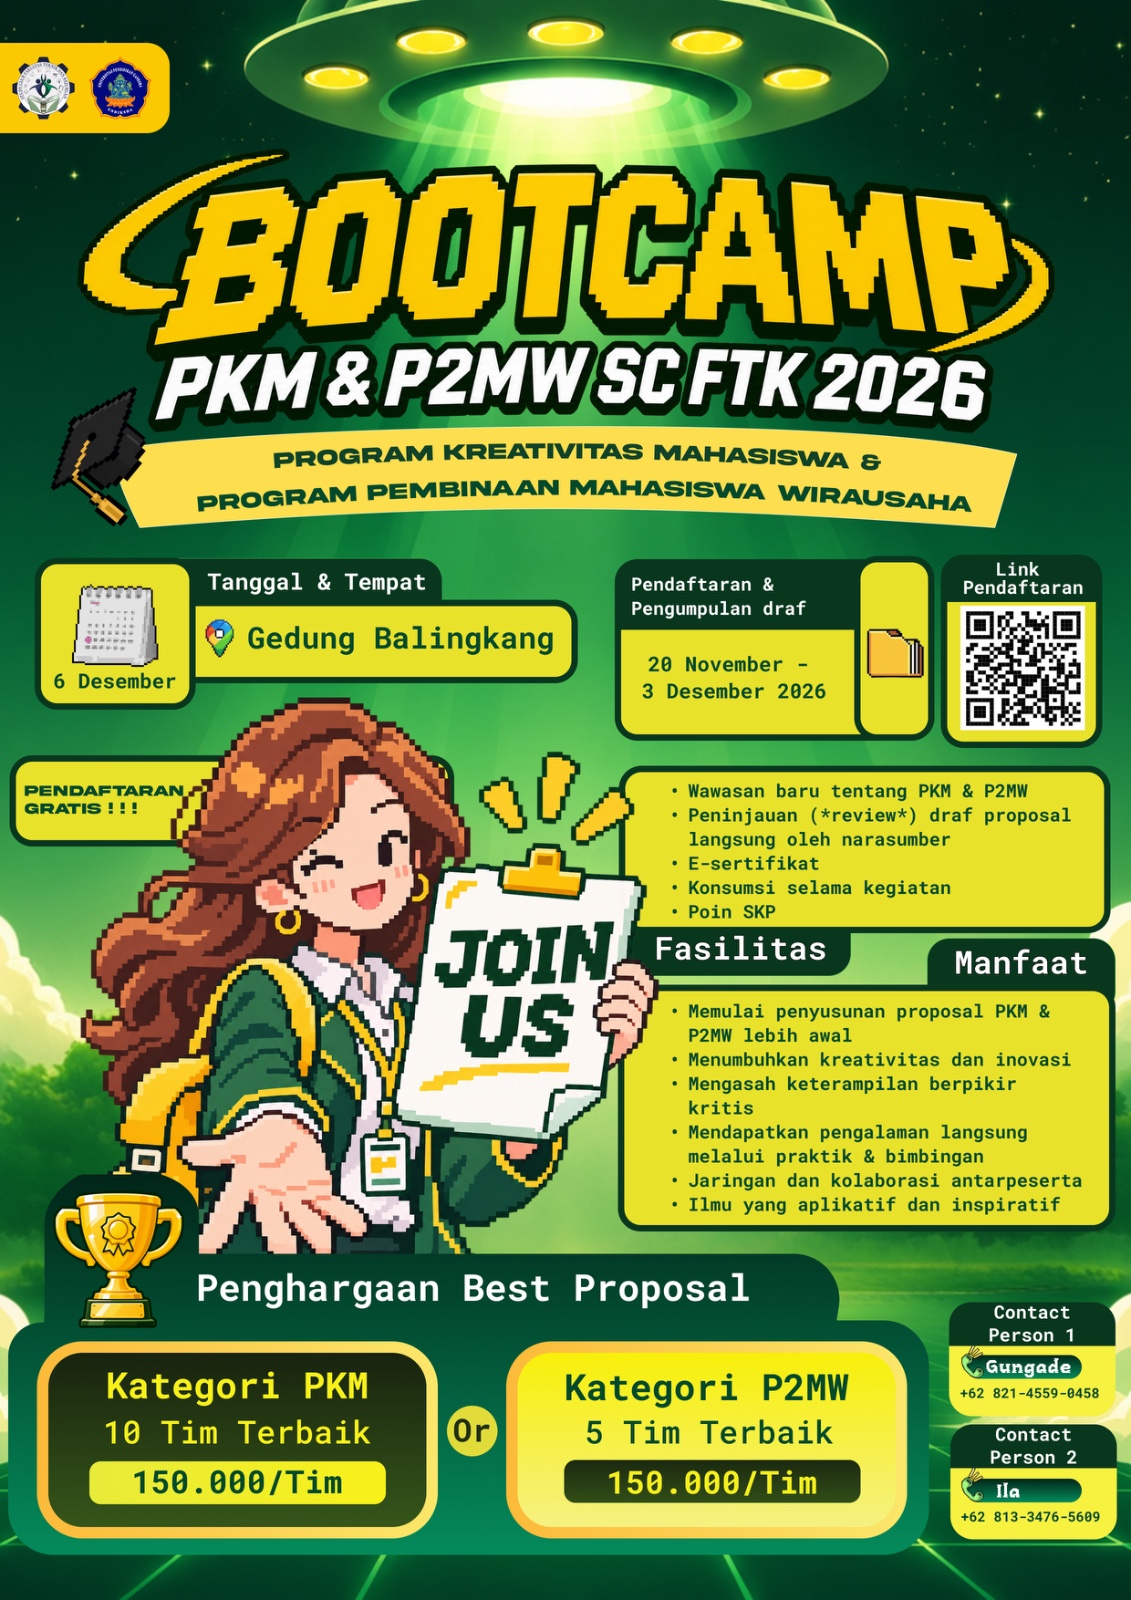 BOOTCAMP
PKM & P2MW SC FTK 2026
PROGRAM KREATIVITAS MAHASISWA &
PROGRAM PEMBINAAN MAHASISWA WIRAUSAHA
Tanggal & Tempat
Gedung Balingkang
6 Desember
Pendaftaran &
Pengumpulan draf
20 November -
3 Desember 2026
Link
Pendaftaran
PENDAFTARAN
GRATIS !!!
• Wawasan baru tentang PKM & P2MW
• Peninjauan (*review*) draf proposal
langsung oleh narasumber
• E-sertifikat
• Konsumsi selama kegiatan
• Poin SKP
Fasilitas
JOIN
US
Manfaat
• Memulai penyusunan proposal PKM &
P2MW lebih awal
• Menumbuhkan kreativitas dan inovasi
• Mengasah keterampilan berpikir
kritis
• Mendapatkan pengalaman langsung
melalui praktik & bimbingan
• Jaringan dan kolaborasi antarpeserta
• Ilmu yang aplikatif dan inspiratif
Penghargaan Best Proposal
Kategori PKM
10 Tim Terbaik
150.000/Tim
Or
Kategori P2MW
5 Tim Terbaik
150.000/Tim
Contact
Person 1
Gungade
+62 821-4559-0458
Contact
Person 2
Ila
+62 813-3476-5609